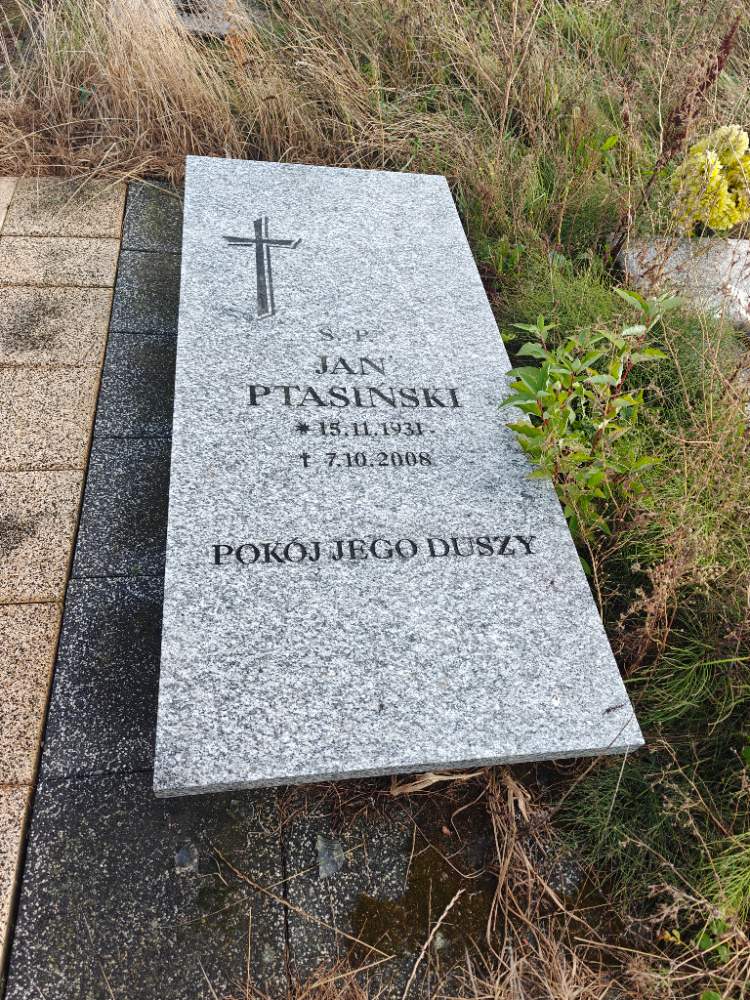 Ś. P.
JAN
PTASIŃSKI
* 15.11.1931
† 7.10.2008
POKÓJ JEGO DUSZY